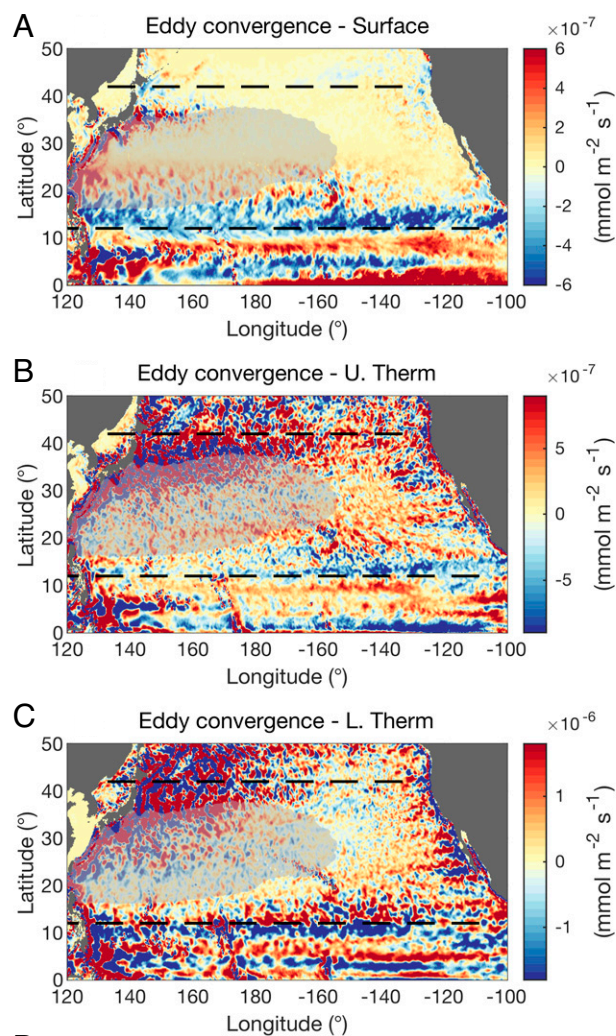 A
Eddy convergence - Surface
×10⁻⁷
50
40
30
20
10
0
Latitude (°)
120 140 160 180 -160 -140 -120 -100
Longitude (°)
6
4
2
0
-2
-4
-6
(mmol m⁻² s⁻¹)
B
Eddy convergence - U. Therm
×10⁻⁷
50
40
30
20
10
0
Latitude (°)
120 140 160 180 -160 -140 -120 -100
Longitude (°)
5
0
-5
(mmol m⁻² s⁻¹)
C
Eddy convergence - L. Therm
×10⁻⁶
50
40
30
20
10
0
Latitude (°)
120 140 160 180 -160 -140 -120 -100
Longitude (°)
1
0
-1
(mmol m⁻² s⁻¹)